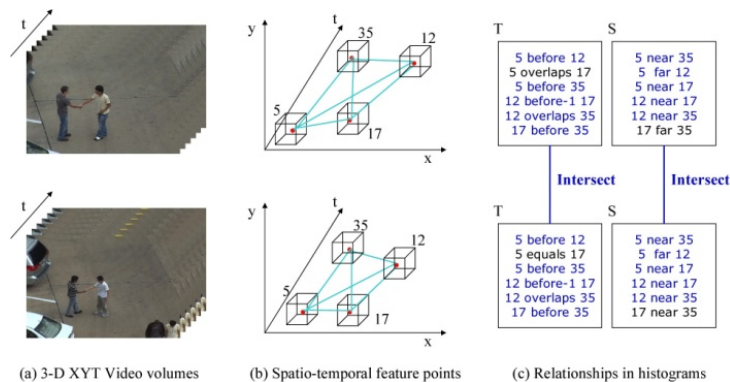 t
y
35
12
5
17
x
t
T
S
5 before 12
5 overlaps 17
5 before 35
12 before-1 17
12 overlaps 35
17 before 35
5 near 35
5 far 12
5 near 17
12 near 17
12 near 35
17 far 35
Intersect
Intersect
t
y
35
12
5
17
x
t
T
S
5 before 12
5 equals 17
5 before 35
12 before-1 17
12 overlaps 35
17 before 35
5 near 35
5 far 12
5 near 17
12 near 17
12 near 35
17 near 35
(a) 3-D XYT Video volumes
(b) Spatio-temporal feature points
(c) Relationships in histograms